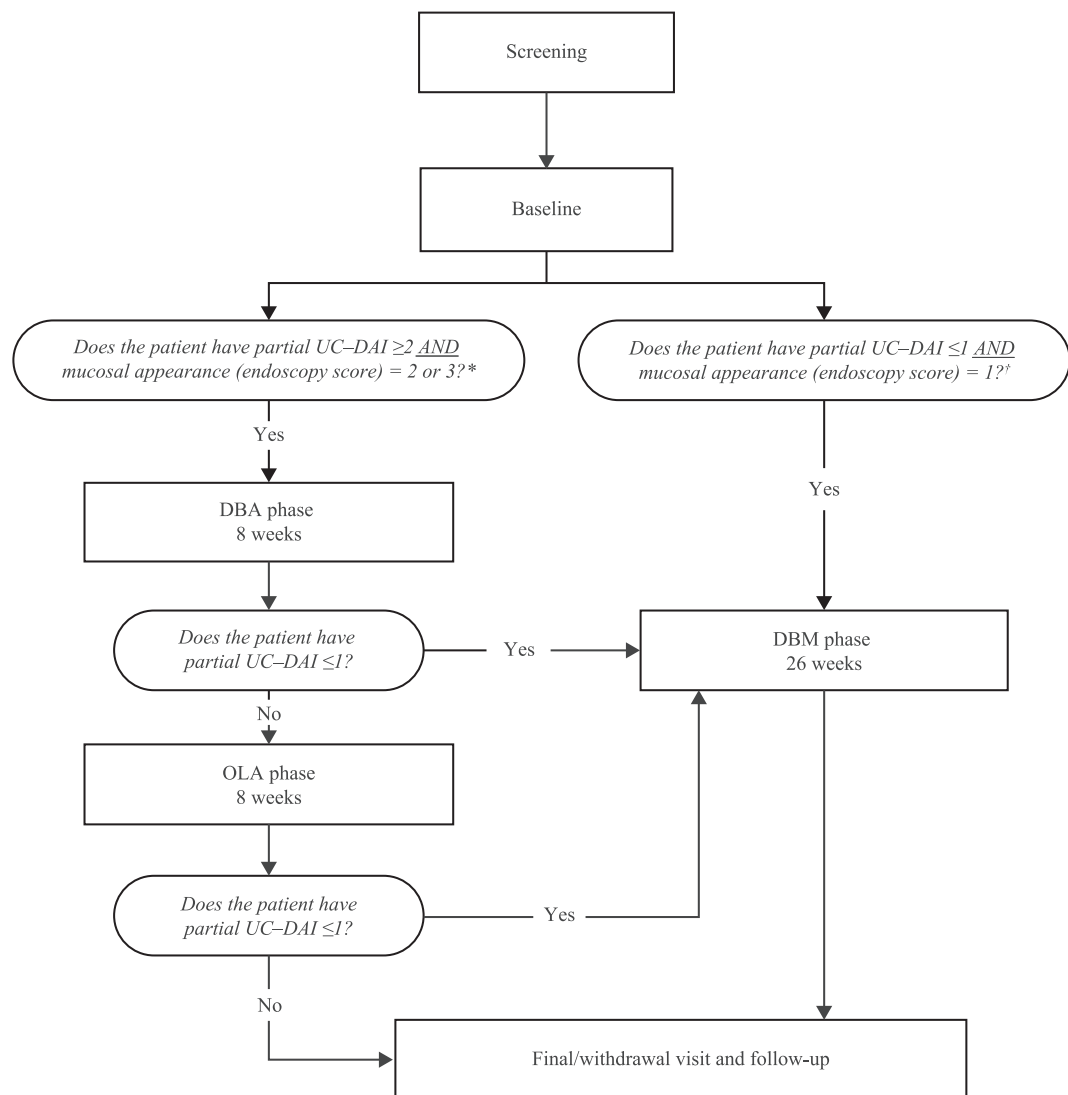 Screening
Baseline
Does the patient have partial UC–DAI ≥2 AND
mucosal appearance (endoscopy score) = 2 or 3?*
Does the patient have partial UC–DAI ≤1 AND
mucosal appearance (endoscopy score) = 1?†
Yes
Yes
DBA phase
8 weeks
Does the patient have
partial UC–DAI ≤1?
Yes
DBM phase
26 weeks
No
OLA phase
8 weeks
Does the patient have
partial UC–DAI ≤1?
Yes
No
Final/withdrawal visit and follow-up